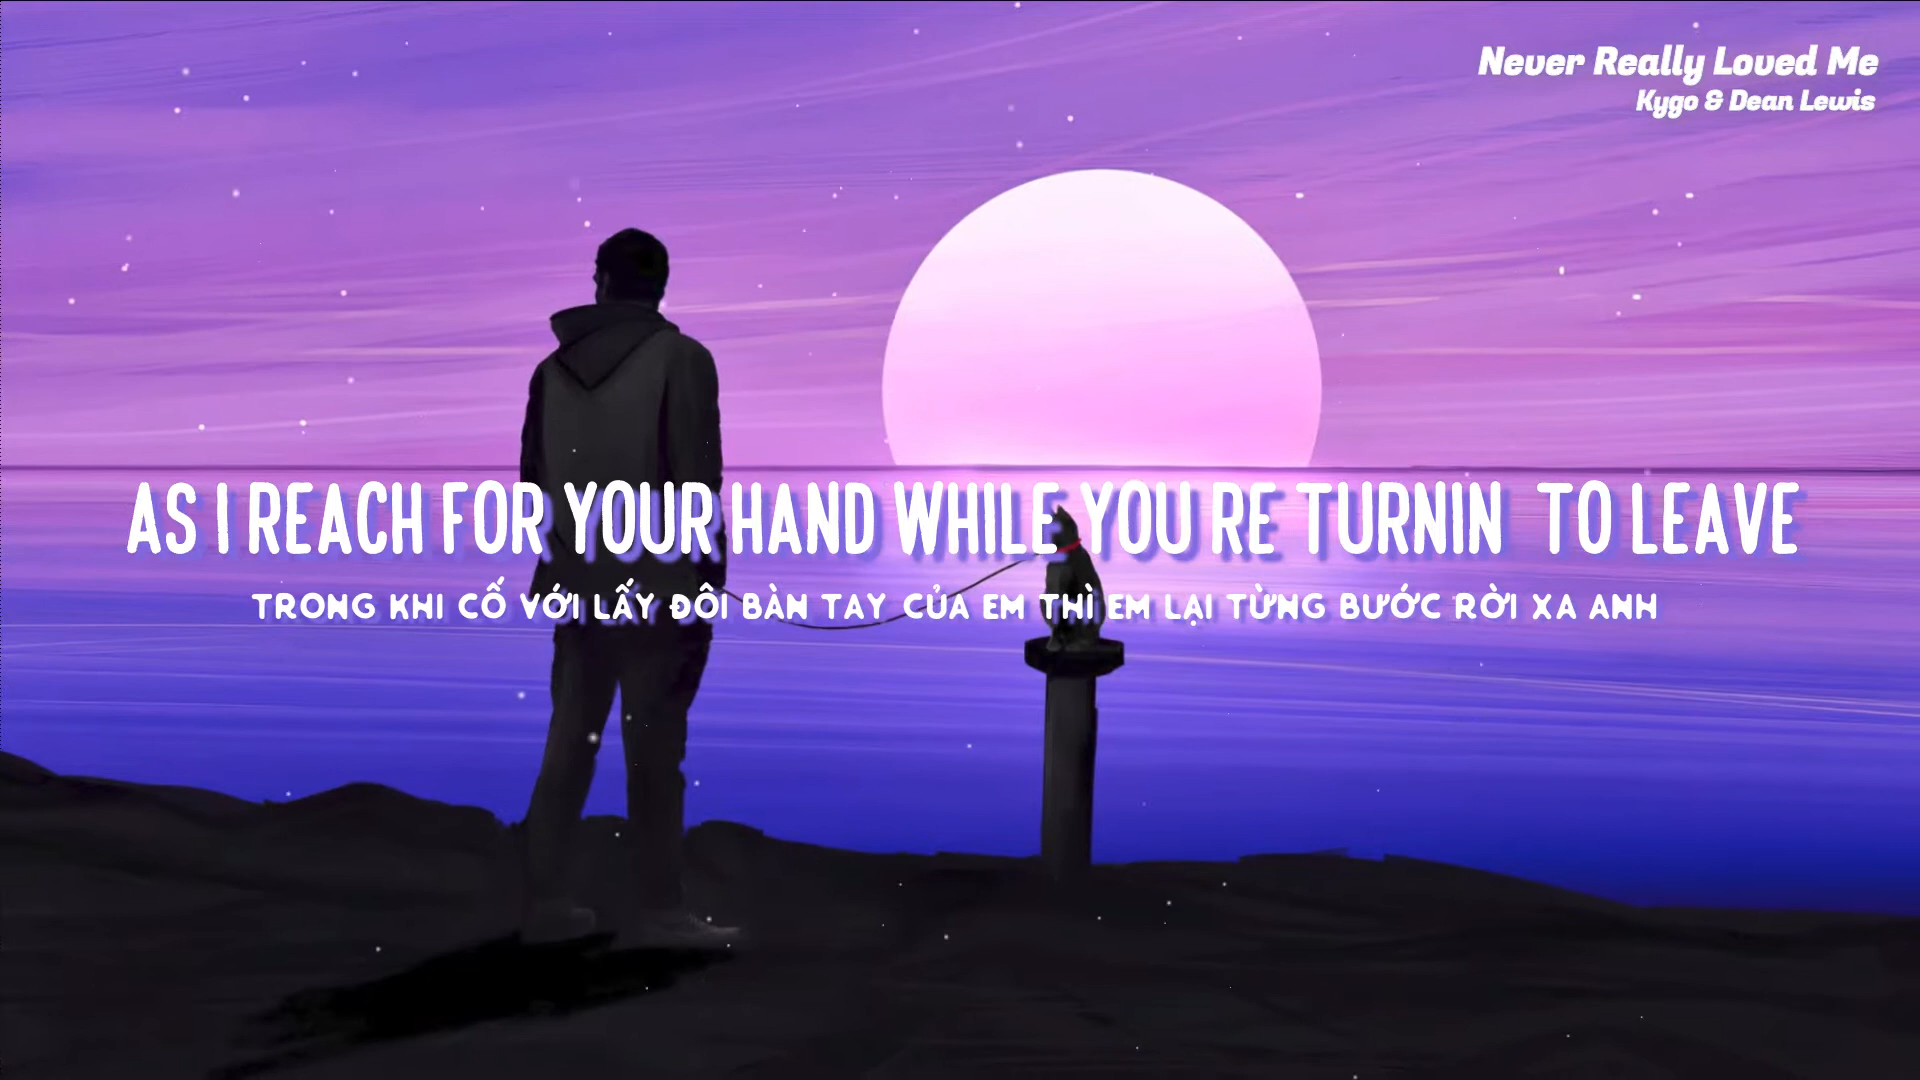 Never Really Loved Me
Kygo & Dean Lewis
AS I REACH FOR YOUR HAND WHILE YOU RE TURNIN TO LEAVE
TRONG KHI CỐ VỚI LẤY ĐÔI BÀN TAY CỦA EM THÌ EM LẠI TỪNG BƯỚC RỜI XA ANH